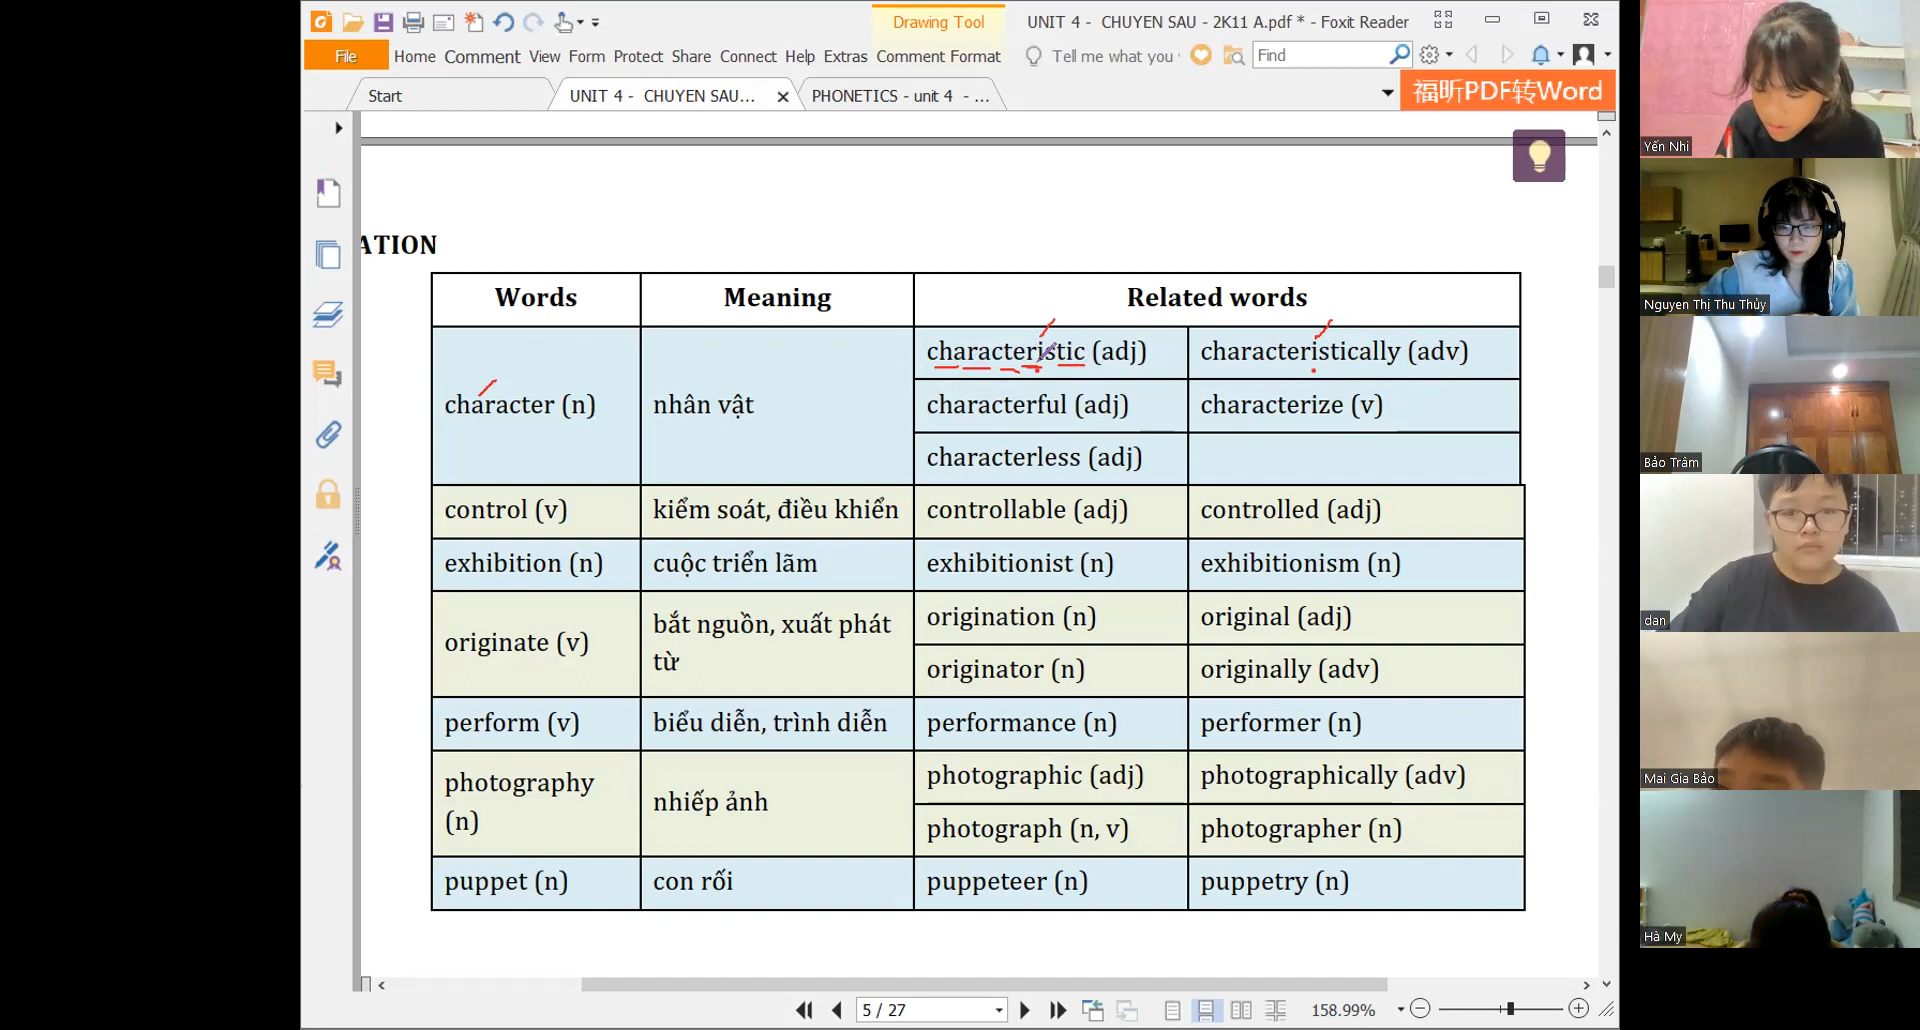 Drawing Tool
UNIT 4 - CHUYEN SAU - 2K11 A.pdf * - Foxit Reader
File Home Comment View Form Protect Share Connect Help Extras Comment Format Tell me what you Find
Start
UNIT 4 - CHUYEN SAU...
PHONETICS - unit 4 - ...
福昕PDF转Word
ATION
Words Meaning Related words
character (n) nhân vật characteristic (adj) characteristically (adv)
characterful (adj) characterize (v)
characterless (adj)
control (v) kiểm soát, điều khiển controllable (adj) controlled (adj)
exhibition (n) cuộc triển lãm exhibitionist (n) exhibitionism (n)
originate (v) bắt nguồn, xuất phát từ origination (n) original (adj)
originator (n) originally (adv)
perform (v) biểu diễn, trình diễn performance (n) performer (n)
photography (n) nhiếp ảnh photographic (adj) photographically (adv)
photograph (n, v) photographer (n)
puppet (n) con rối puppeteer (n) puppetry (n)
5 / 27
158.99%
Yến Nhi
Nguyen Thị Thu Thủy
Bảo Trâm
dan
Mai Gia Bảo
Hà My